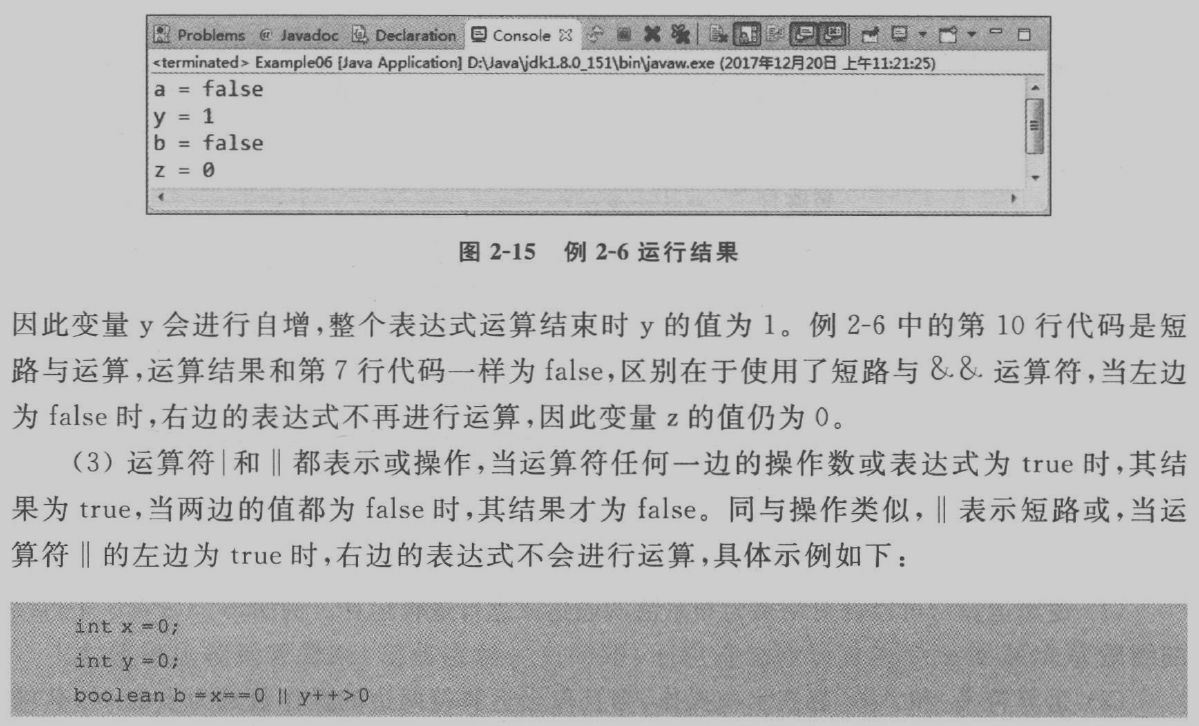 Problems @ Javadoc Declaration Console
<terminated> Example06 [Java Application] D:\Java\jdk1.8.0_151\bin\javaw.exe (2017年12月20日 上午11:21:25)
a = false
y = 1
b = false
z = 0
图 2-15 例 2-6 运行结果
因此变量 y 会进行自增,整个表达式运算结束时 y 的值为 1。例 2-6 中的第 10 行代码是短
路与运算,运算结果和第 7 行代码一样为 false,区别在于使用了短路与 && 运算符,当左边
为 false 时,右边的表达式不再进行运算,因此变量 z 的值仍为 0。
(3) 运算符|和 ‖ 都表示或操作,当运算符任何一边的操作数或表达式为 true 时,其结
果为 true,当两边的值都为 false 时,其结果才为 false。同与操作类似,‖ 表示短路或,当运
算符 ‖ 的左边为 true 时,右边的表达式不会进行运算,具体示例如下:
int x =0;
int y =0;
boolean b =x==0 ‖ y++>0